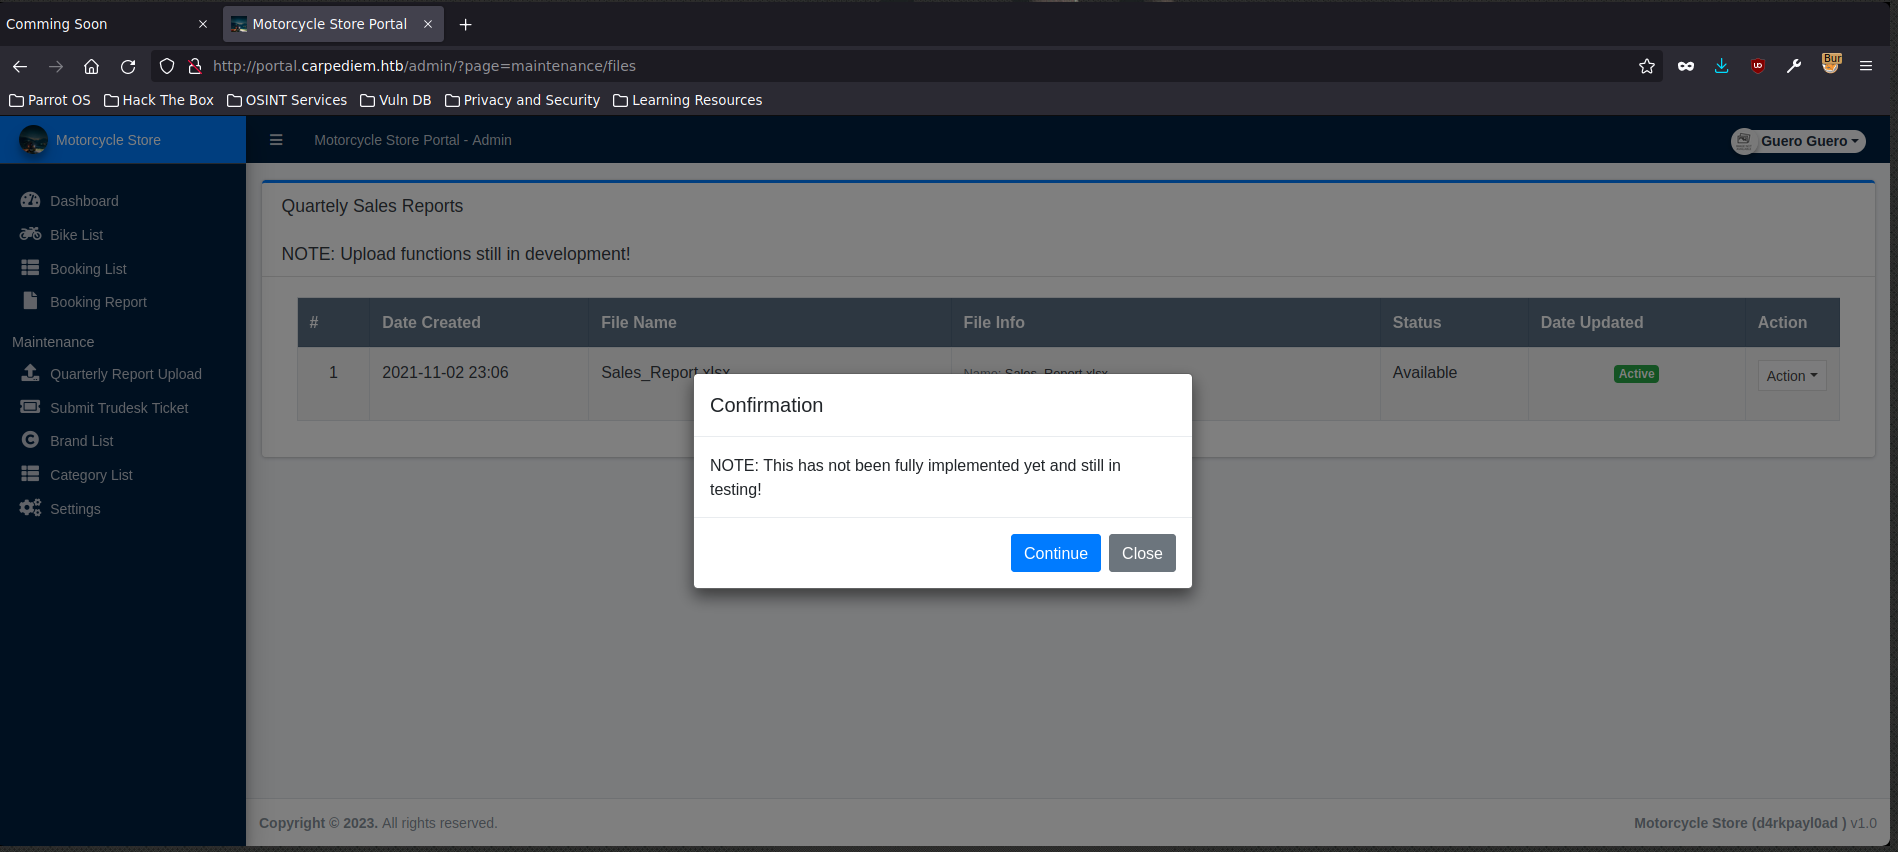 Comming Soon
Motorcycle Store Portal
http://portal.carpediem.htb/admin/?page=maintenance/files
Bur
Parrot OS
Hack The Box
OSINT Services
Vuln DB
Privacy and Security
Learning Resources
Motorcycle Store
Motorcycle Store Portal - Admin
Guero Guero
Dashboard
Bike List
Booking List
Booking Report
Maintenance
Quarterly Report Upload
Submit Trudesk Ticket
Brand List
Category List
Settings
Quartely Sales Reports
NOTE: Upload functions still in development!
# Date Created File Name File Info Status Date Updated Action
1 2021-11-02 23:06 Sales_Report.xlsx Name: Sales_Report.xlsx Available Active Action
Confirmation
NOTE: This has not been fully implemented yet and still in
testing!
Continue Close
Copyright © 2023. All rights reserved.
Motorcycle Store (d4rkpayl0ad ) v1.0